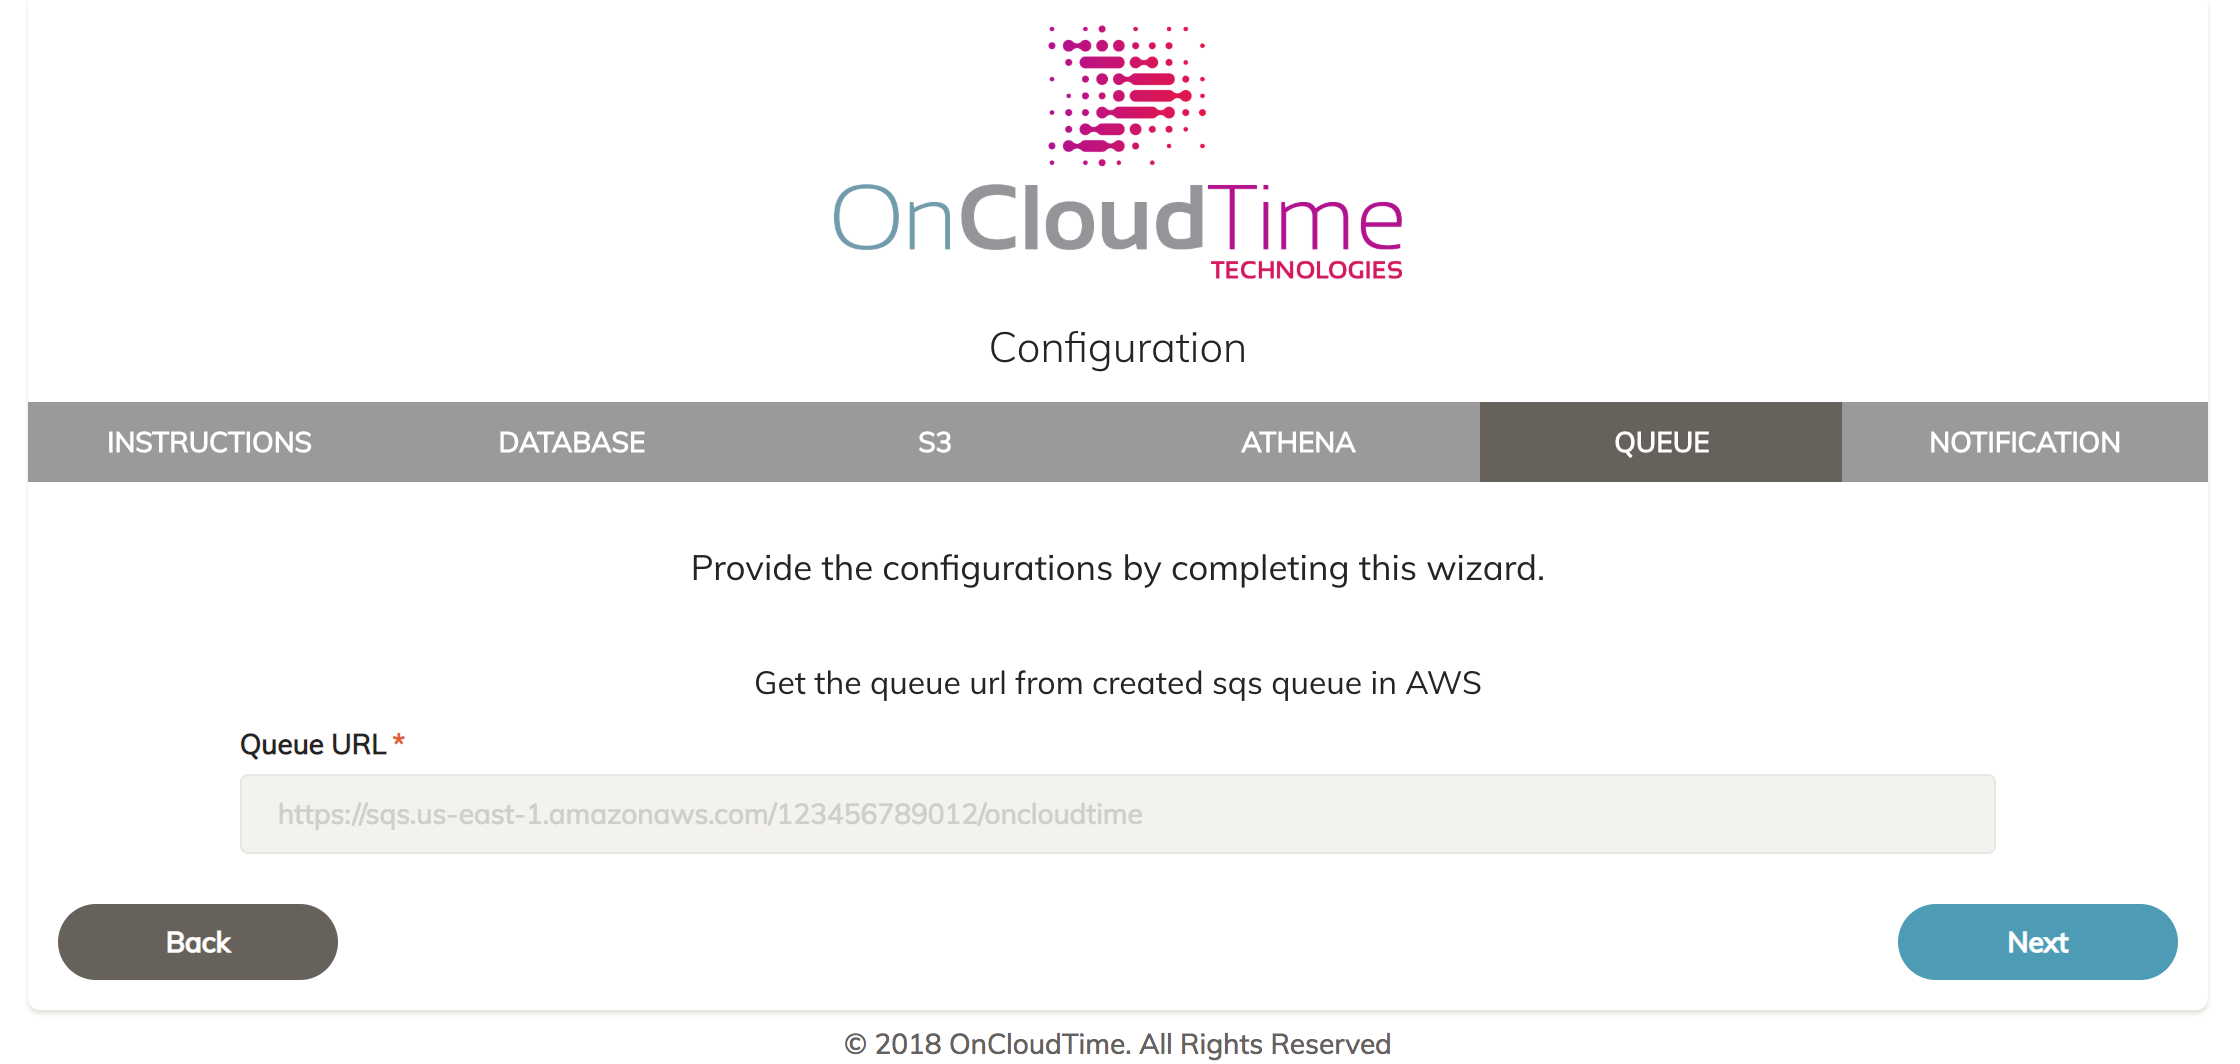 OnCloudTime
TECHNOLOGIES
Configuration
INSTRUCTIONS DATABASE S3 ATHENA QUEUE NOTIFICATION
Provide the configurations by completing this wizard.
Get the queue url from created sqs queue in AWS
Queue URL *
https://sqs.us-east-1.amazonaws.com/123456789012/oncloudtime
Back Next
© 2018 OnCloudTime. All Rights Reserved